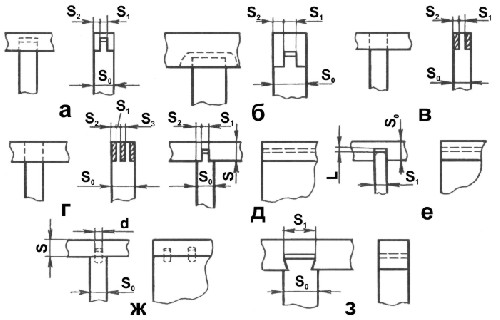 S₂ S₁ S₂ S₁ S₂ S₁
S₀ S₀ S₀
а б в
S₁
S₂ S₃ S₂ S₁ S₀
S₀ S₀ S L S₁
г д е
d S₁
S
S₀ S₀
ж з